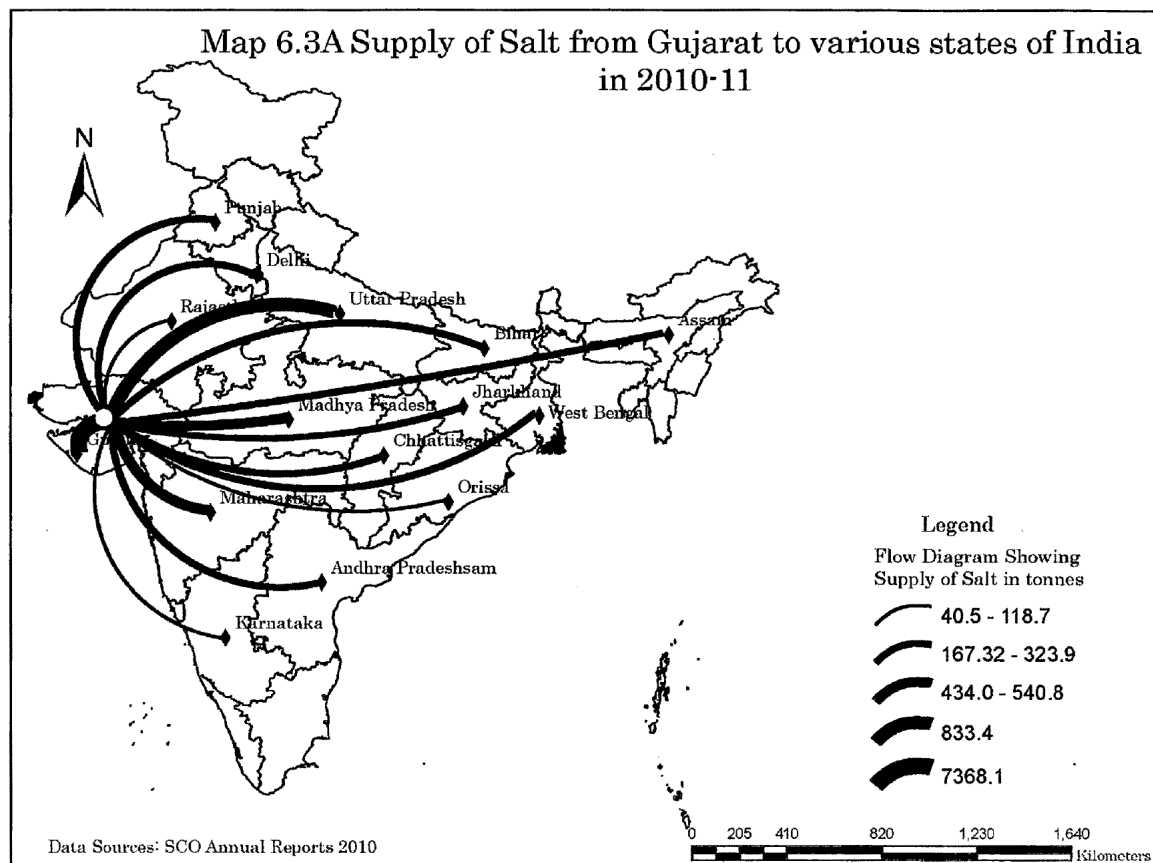 Map 6.3A Supply of Salt from Gujarat to various states of India
in 2010-11
N
Punjab
Delhi
Uttar Pradesh
Bihar
Assam
Jharkhand
Madhya Pradesh
West Bengal
Chhattisgarh
Orissa
Maharashtra
Andhra Pradeshsam
Karnataka
Legend
Flow Diagram Showing
Supply of Salt in tonnes
40.5 - 118.7
167.32 - 323.9
434.0 - 540.8
833.4
7368.1
Data Sources: SCO Annual Reports 2010
0 205 410 820 1,230 1,640
Kilometers